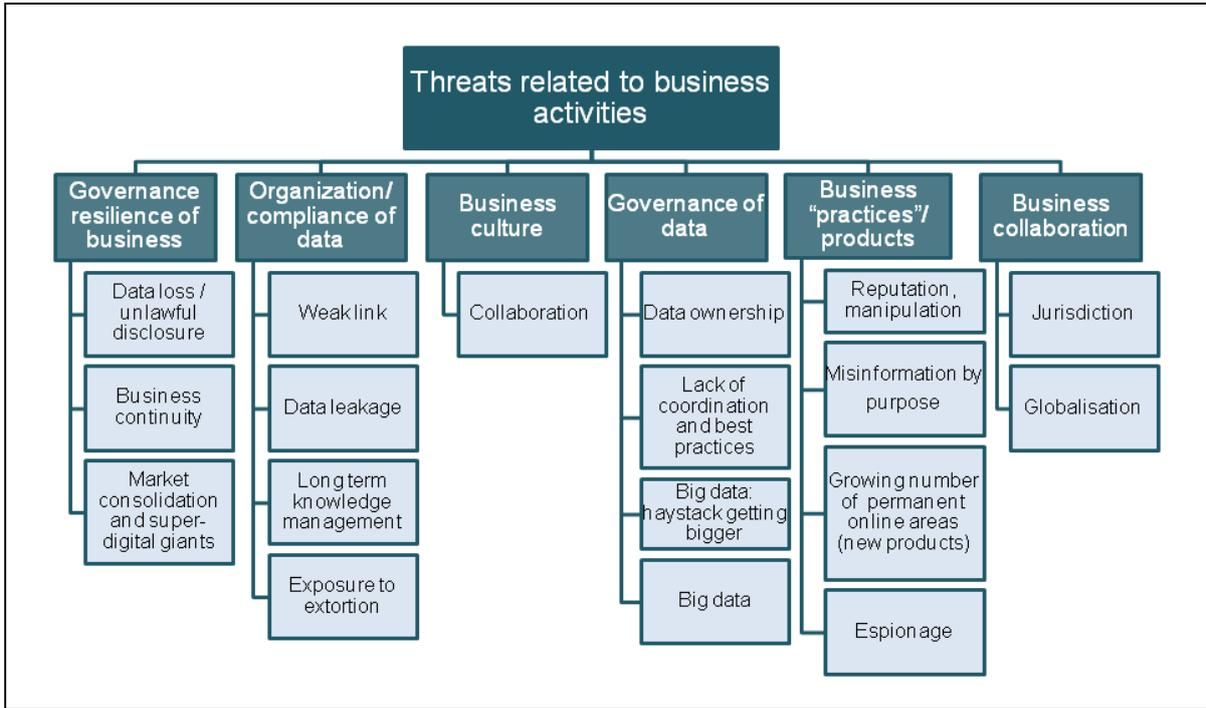 Threats related to business
activities
Governance
resilience of
business
Data loss /
unlawful
disclosure
Business
continuity
Market
consolidation
and super-
digital giants
Organization/
compliance of
data
Weak link
Data leakage
Long term
knowledge
management
Exposure to
extortion
Business
culture
Collaboration
Governance of
data
Data ownership
Lack of
coordination
and best
practices
Big data:
haystack getting
bigger
Big data
Business
“practices”/
products
Reputation,
manipulation
Misinformation by
purpose
Growing number
of permanent
online areas
(new products)
Espionage
Business
collaboration
Jurisdiction
Globalisation